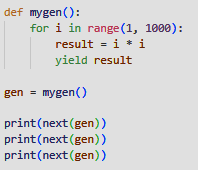 def mygen():
    for i in range(1, 1000):
        result = i * i
        yield result

gen = mygen()

print(next(gen))
print(next(gen))
print(next(gen))